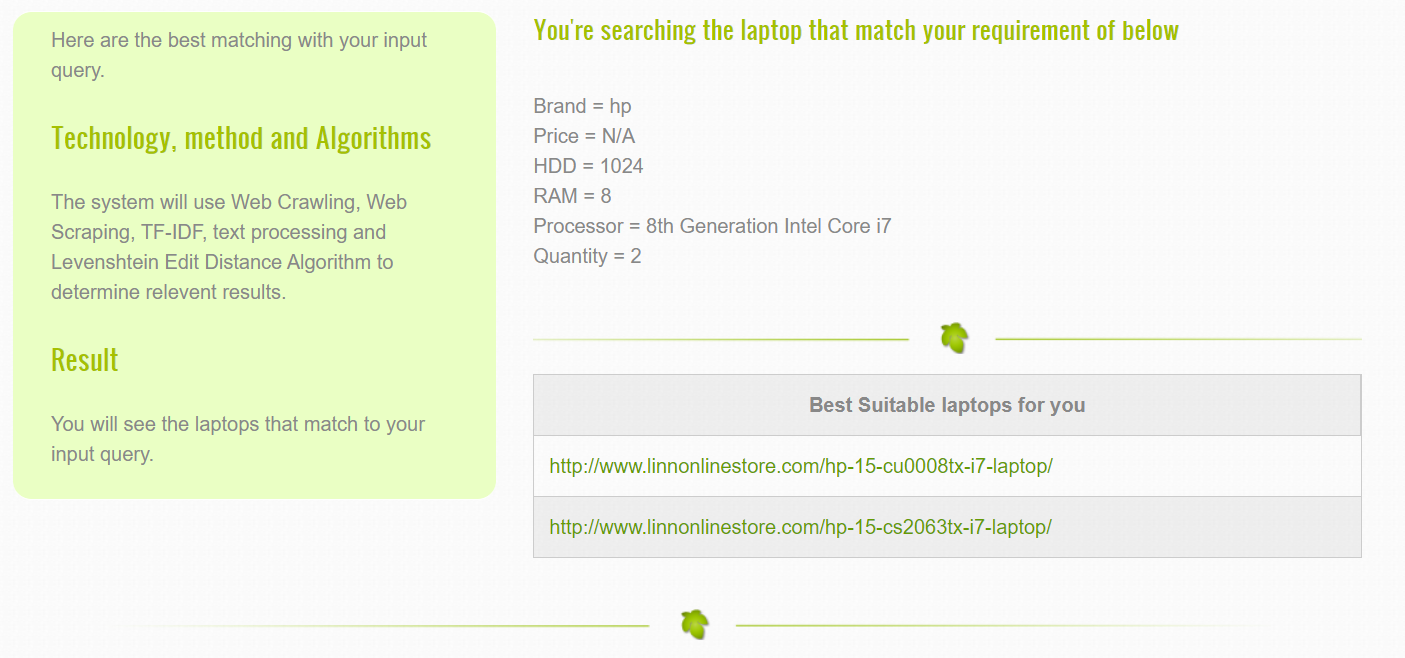 Here are the best matching with your input
query.
Technology, method and Algorithms
The system will use Web Crawling, Web
Scraping, TF-IDF, text processing and
Levenshtein Edit Distance Algorithm to
determine relevent results.
Result
You will see the laptops that match to your
input query.
You're searching the laptop that match your requirement of below
Brand = hp
Price = N/A
HDD = 1024
RAM = 8
Processor = 8th Generation Intel Core i7
Quantity = 2
Best Suitable laptops for you
http://www.linnonlinestore.com/hp-15-cu0008tx-i7-laptop/
http://www.linnonlinestore.com/hp-15-cs2063tx-i7-laptop/